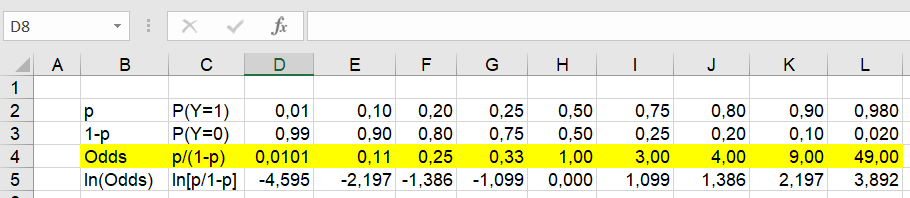 D8 fx
A B C D E F G H I J K L
1
2 p P(Y=1) 0,01 0,10 0,20 0,25 0,50 0,75 0,80 0,90 0,980
3 1-p P(Y=0) 0,99 0,90 0,80 0,75 0,50 0,25 0,20 0,10 0,020
4 Odds p/(1-p) 0,0101 0,11 0,25 0,33 1,00 3,00 4,00 9,00 49,00
5 ln(Odds) ln[p/1-p] -4,595 -2,197 -1,386 -1,099 0,000 1,099 1,386 2,197 3,892